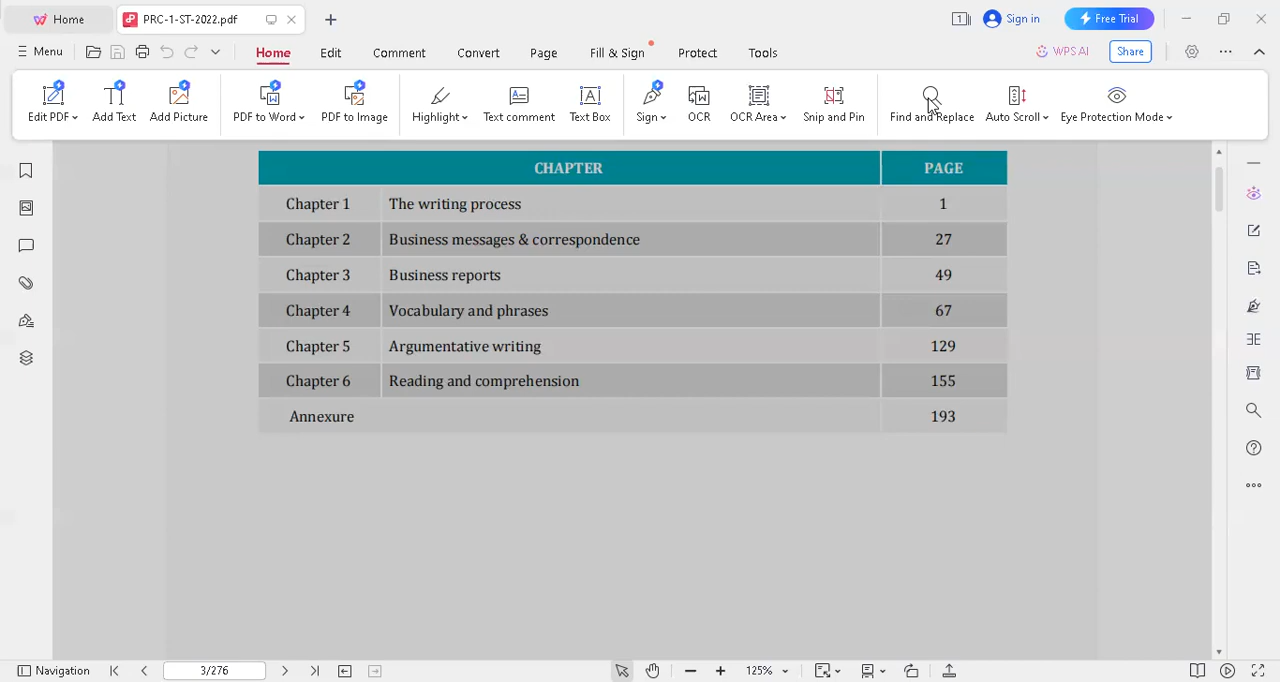 Home PRC-1-ST-2022.pdf 1 Sign in Free Trial
Menu Home Edit Comment Convert Page Fill & Sign Protect Tools WPS AI Share
Edit PDF Add Text Add Picture PDF to Word PDF to Image Highlight Text comment Text Box Sign OCR OCR Area Snip and Pin Find and Replace Auto Scroll Eye Protection Mode
CHAPTER PAGE
Chapter 1 The writing process 1
Chapter 2 Business messages & correspondence 27
Chapter 3 Business reports 49
Chapter 4 Vocabulary and phrases 67
Chapter 5 Argumentative writing 129
Chapter 6 Reading and comprehension 155
Annexure 193
Navigation 3/276 125%